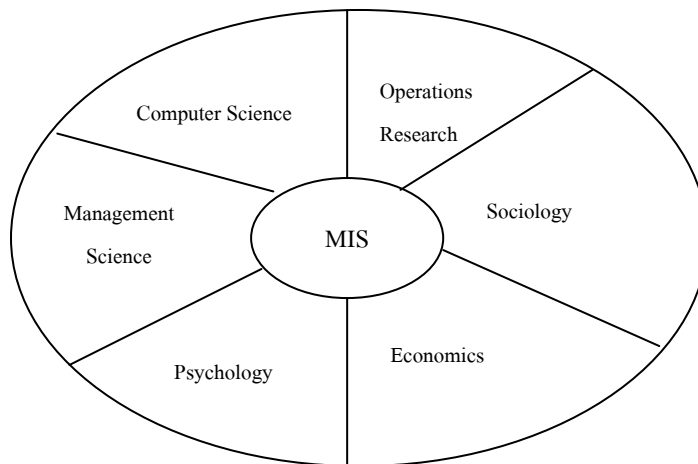 Computer Science
Operations
Research
Management
Science
MIS
Sociology
Psychology
Economics